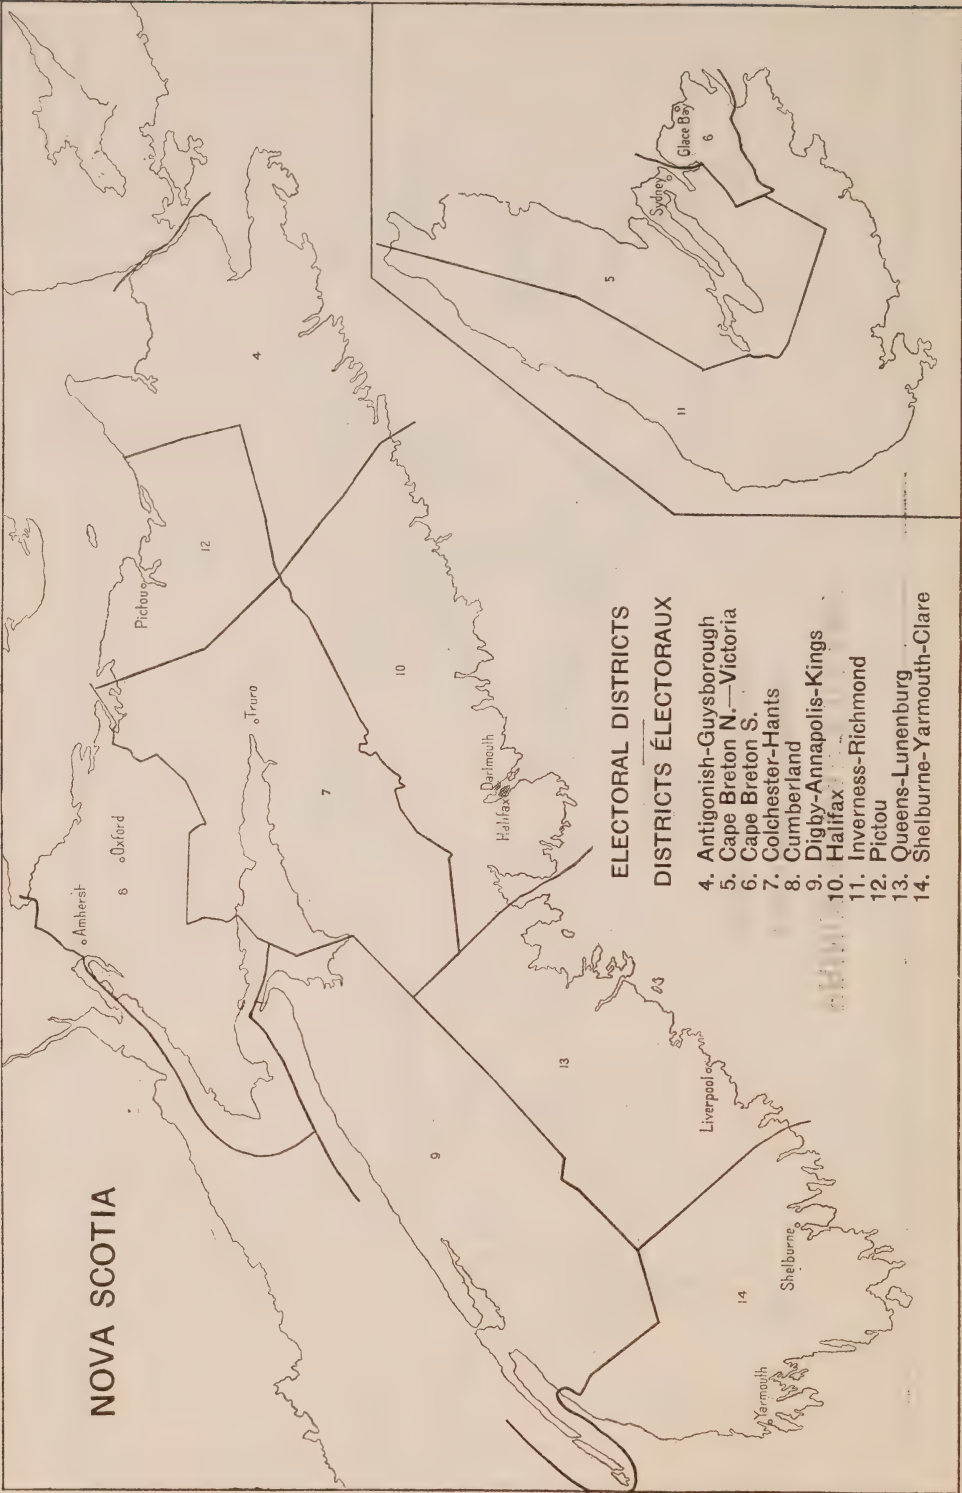 NOVA SCOTIA
Amherst
Oxford
8
Pictou
12
Truro
7
4
10
Dartmouth
Halifax
9
13
Liverpool
14
Shelburne
Yarmouth
11
5
Sydney
Glace Bay
6
ELECTORAL DISTRICTS
DISTRICTS ÉLECTORAUX
4. Antigonish-Guysborough
5. Cape Breton N.—Victoria
6. Cape Breton S.
7. Colchester-Hants
8. Cumberland
9. Digby-Annapolis-Kings
10. Halifax
11. Inverness-Richmond
12. Pictou
13. Queens-Lunenburg
14. Shelburne-Yarmouth-Clare